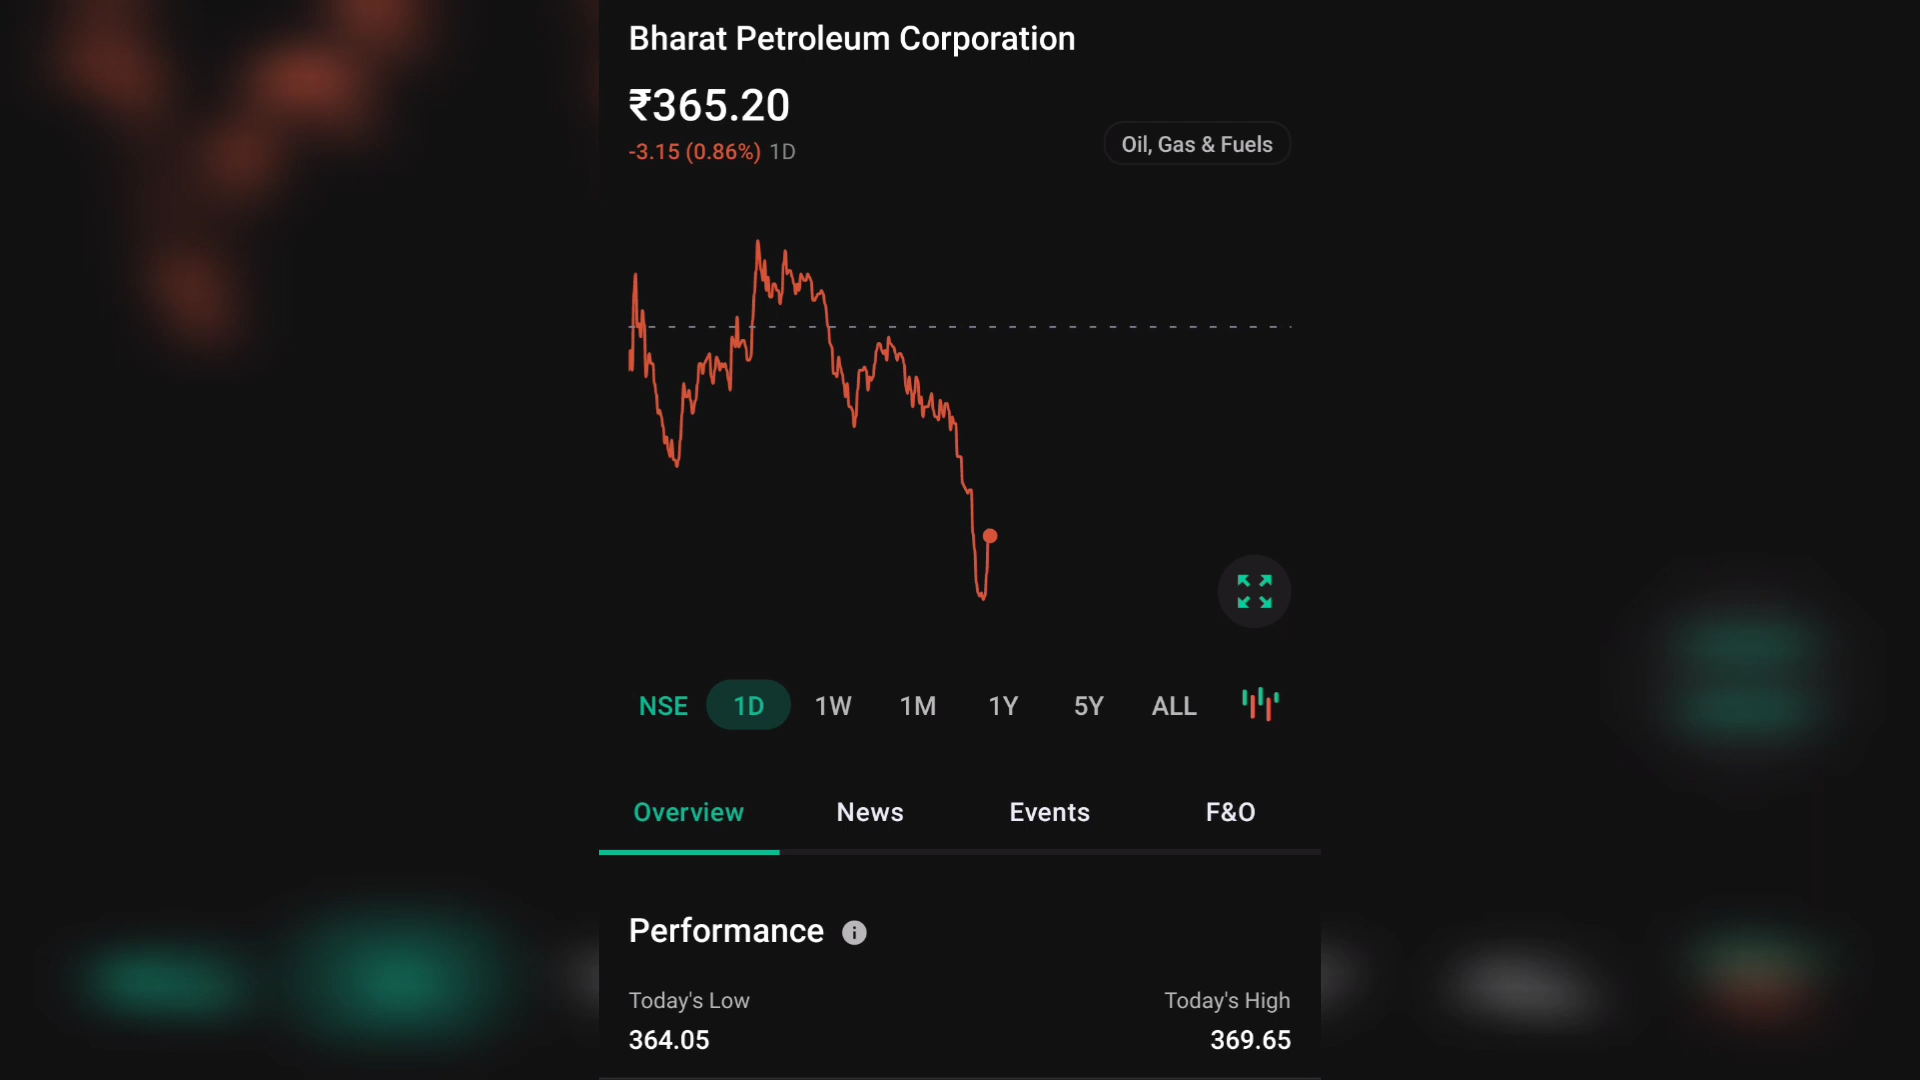 Bharat Petroleum Corporation
₹365.20
-3.15 (0.86%) 1D
Oil, Gas & Fuels
NSE 1D 1W 1M 1Y 5Y ALL
Overview News Events F&O
Performance
Today's Low Today's High
364.05 369.65